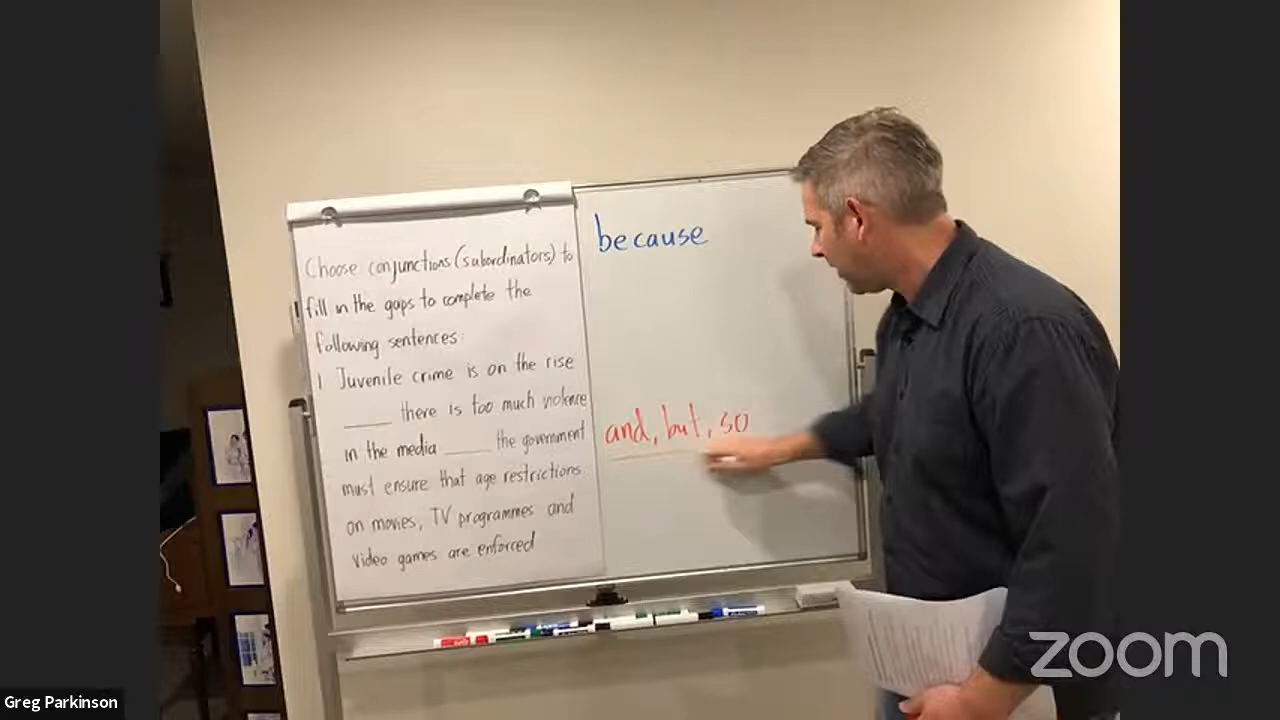 Choose conjunctions (subordinators) to
fill in the gaps to complete the
following sentences:
1 Juvenile crime is on the rise
____ there is too much violence
in the media ____ the government
must ensure that age restrictions
on movies, TV programmes and
video games are enforced
because
and, but, so
zoom
Greg Parkinson